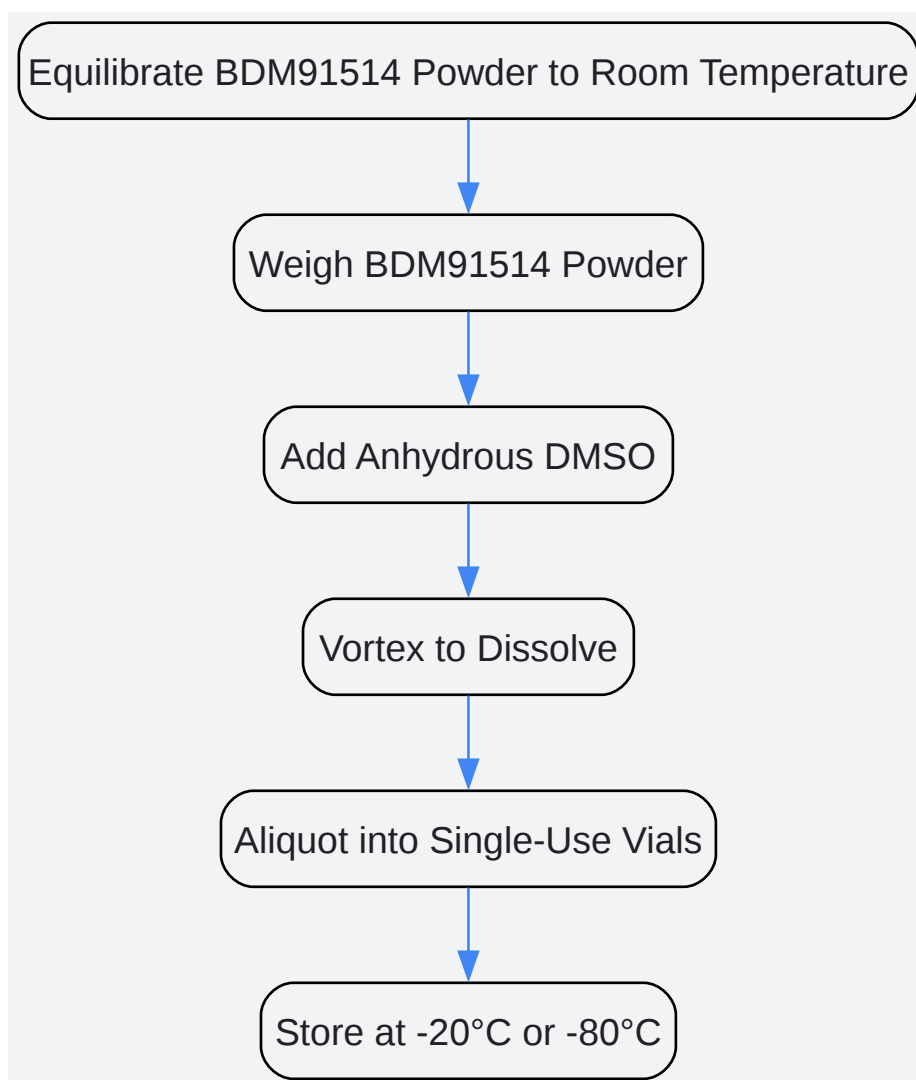 Equilibrate BDM91514 Powder to Room Temperature
Weigh BDM91514 Powder
Add Anhydrous DMSO
Vortex to Dissolve
Aliquot into Single-Use Vials
Store at -20°C or -80°C